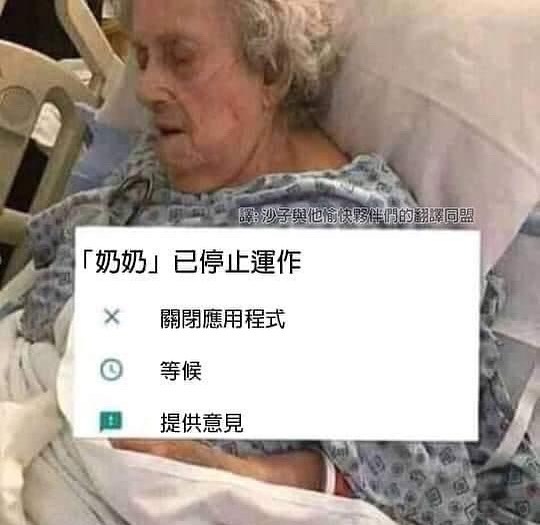 譯:沙子與他愉快夥伴們的翻譯同盟
「奶奶」已停止運作
關閉應用程式
等候
提供意見